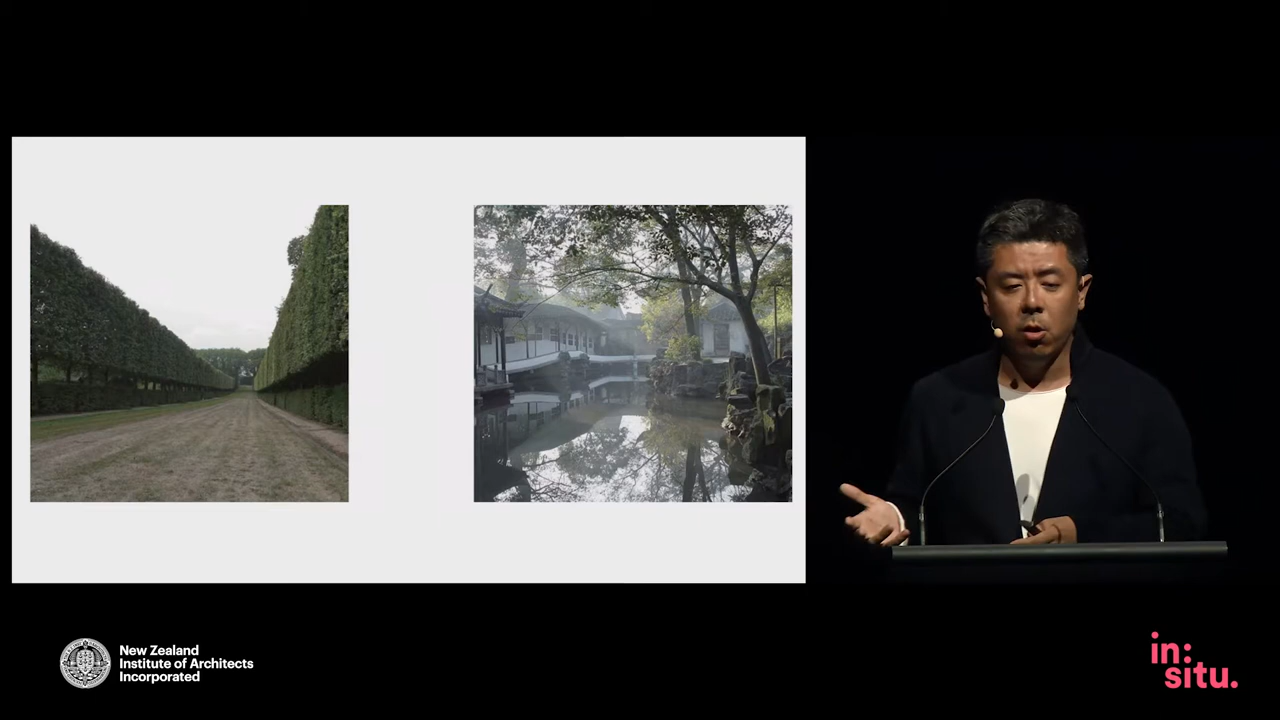 New Zealand
Institute of Architects
Incorporated
in:
situ.